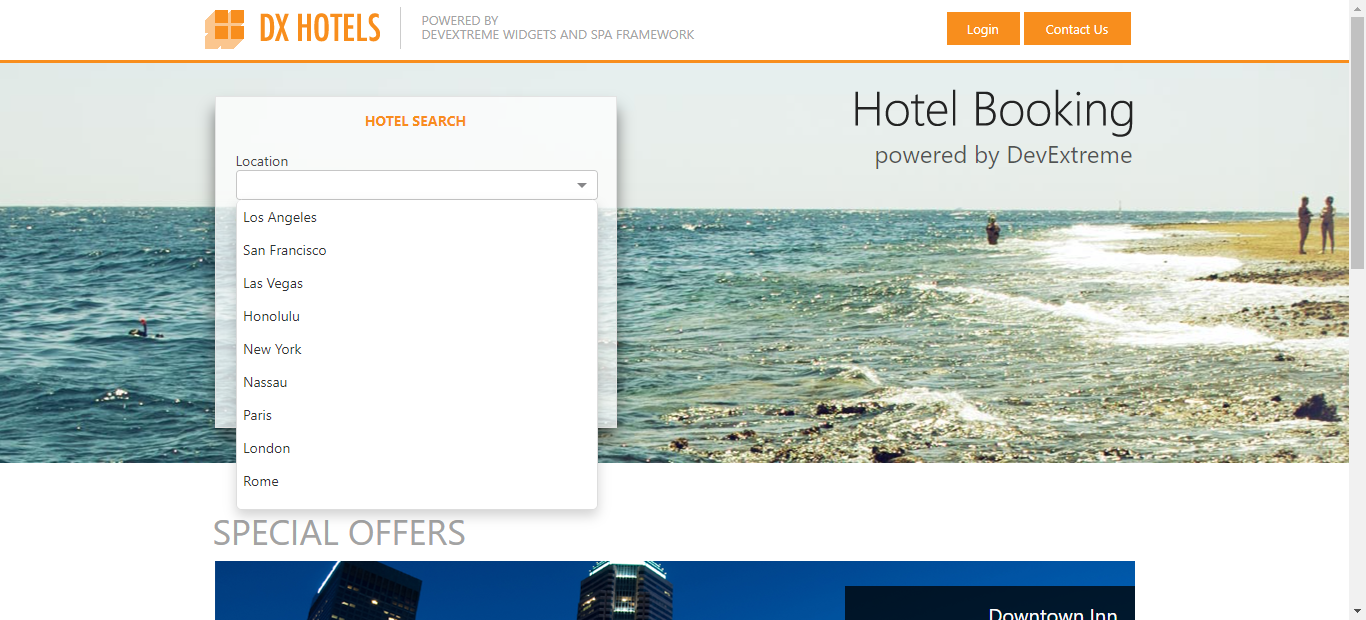 DX HOTELS
POWERED BY
DEVEXTREME WIDGETS AND SPA FRAMEWORK
Login
Contact Us
Hotel Booking
powered by DevExtreme
HOTEL SEARCH
Location
Los Angeles
San Francisco
Las Vegas
Honolulu
New York
Nassau
Paris
London
Rome
SPECIAL OFFERS
Downtown Inn